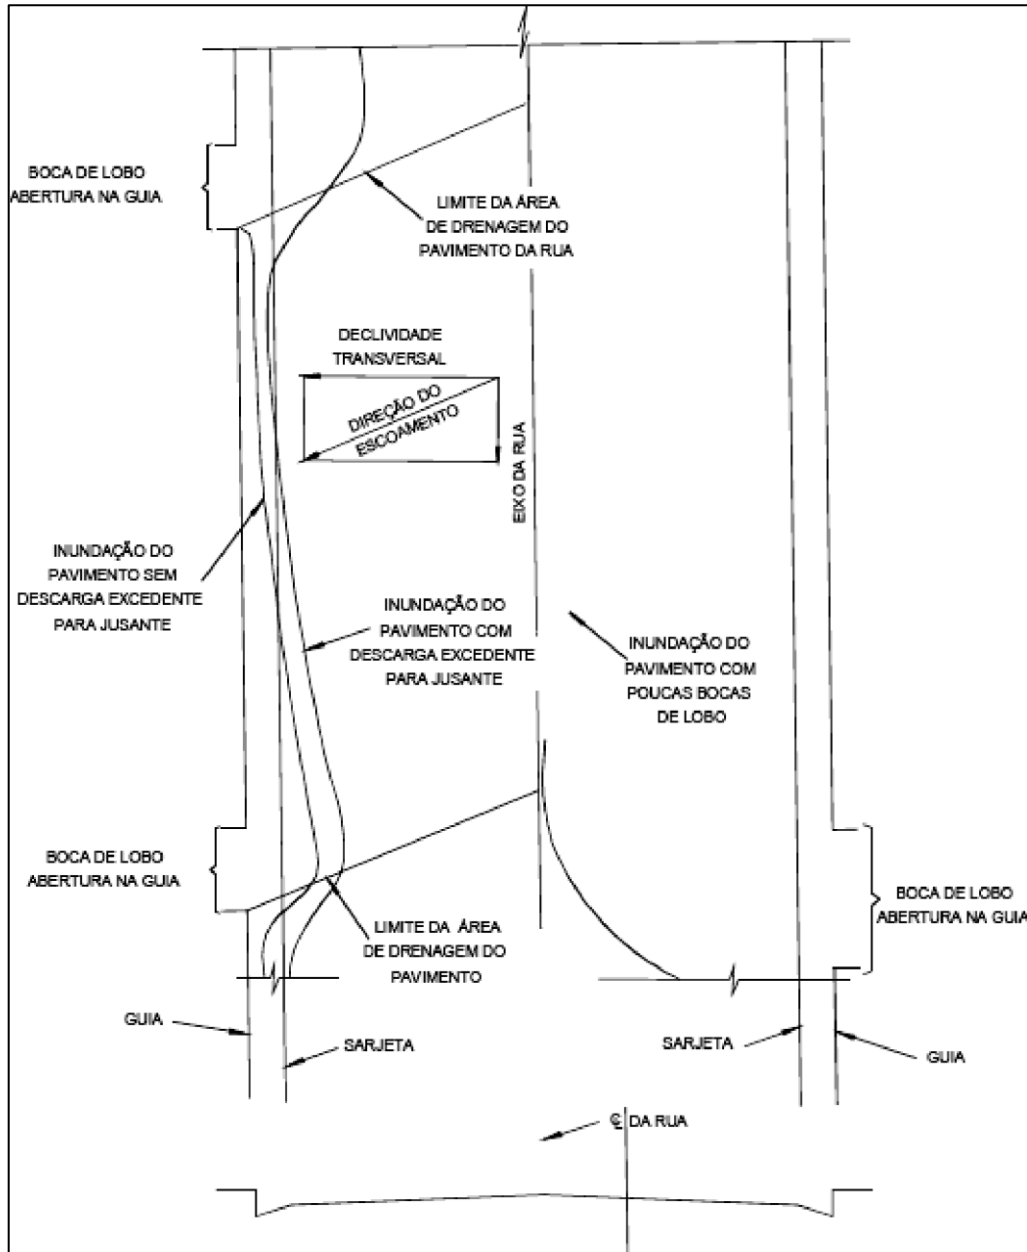 BOCA DE LOBO
ABERTURA NA GUIA
LIMITE DA ÁREA
DE DRENAGEM DO
PAVIMENTO DA RUA
DECLIVIDADE
TRANSVERSAL
DIREÇÃO DO
ESCOAMENTO
EIXO DA RUA
INUNDAÇÃO DO
PAVIMENTO SEM
DESCARGA EXCEDENTE
PARA JUSANTE
INUNDAÇÃO DO
PAVIMENTO COM
DESCARGA EXCEDENTE
PARA JUSANTE
INUNDAÇÃO DO
PAVIMENTO COM
POUCAS BOCAS
DE LOBO
BOCA DE LOBO
ABERTURA NA GUIA
BOCA DE LOBO
ABERTURA NA GUIA
LIMITE DA ÁREA
DE DRENAGEM DO
PAVIMENTO
GUIA
SARJETA
SARJETA
GUIA
℄ DA RUA